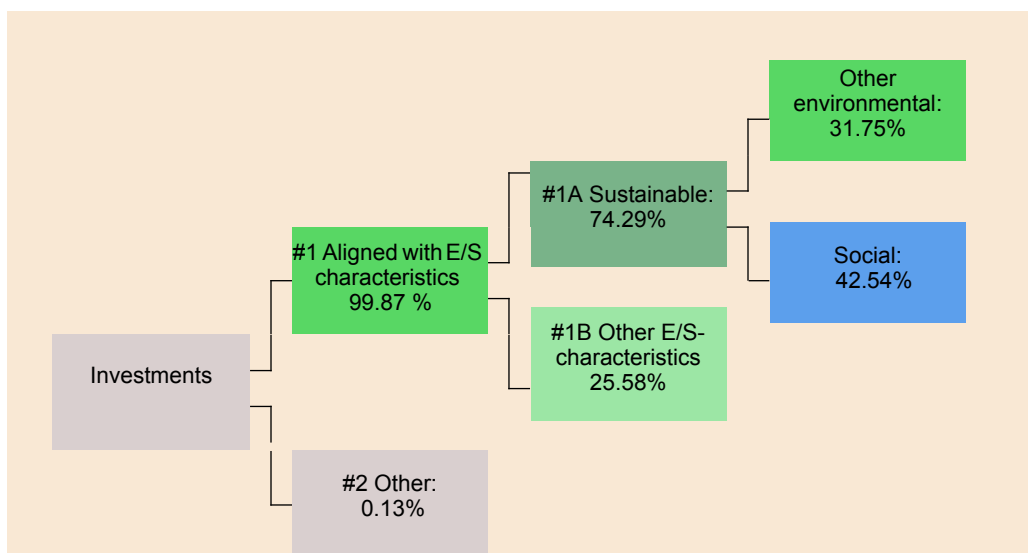 Other
environmental:
31.75%
#1A Sustainable:
74.29%
#1 Aligned with E/S
characteristics
99.87 %
Social:
42.54%
#1B Other E/S-
characteristics
25.58%
Investments
#2 Other:
0.13%